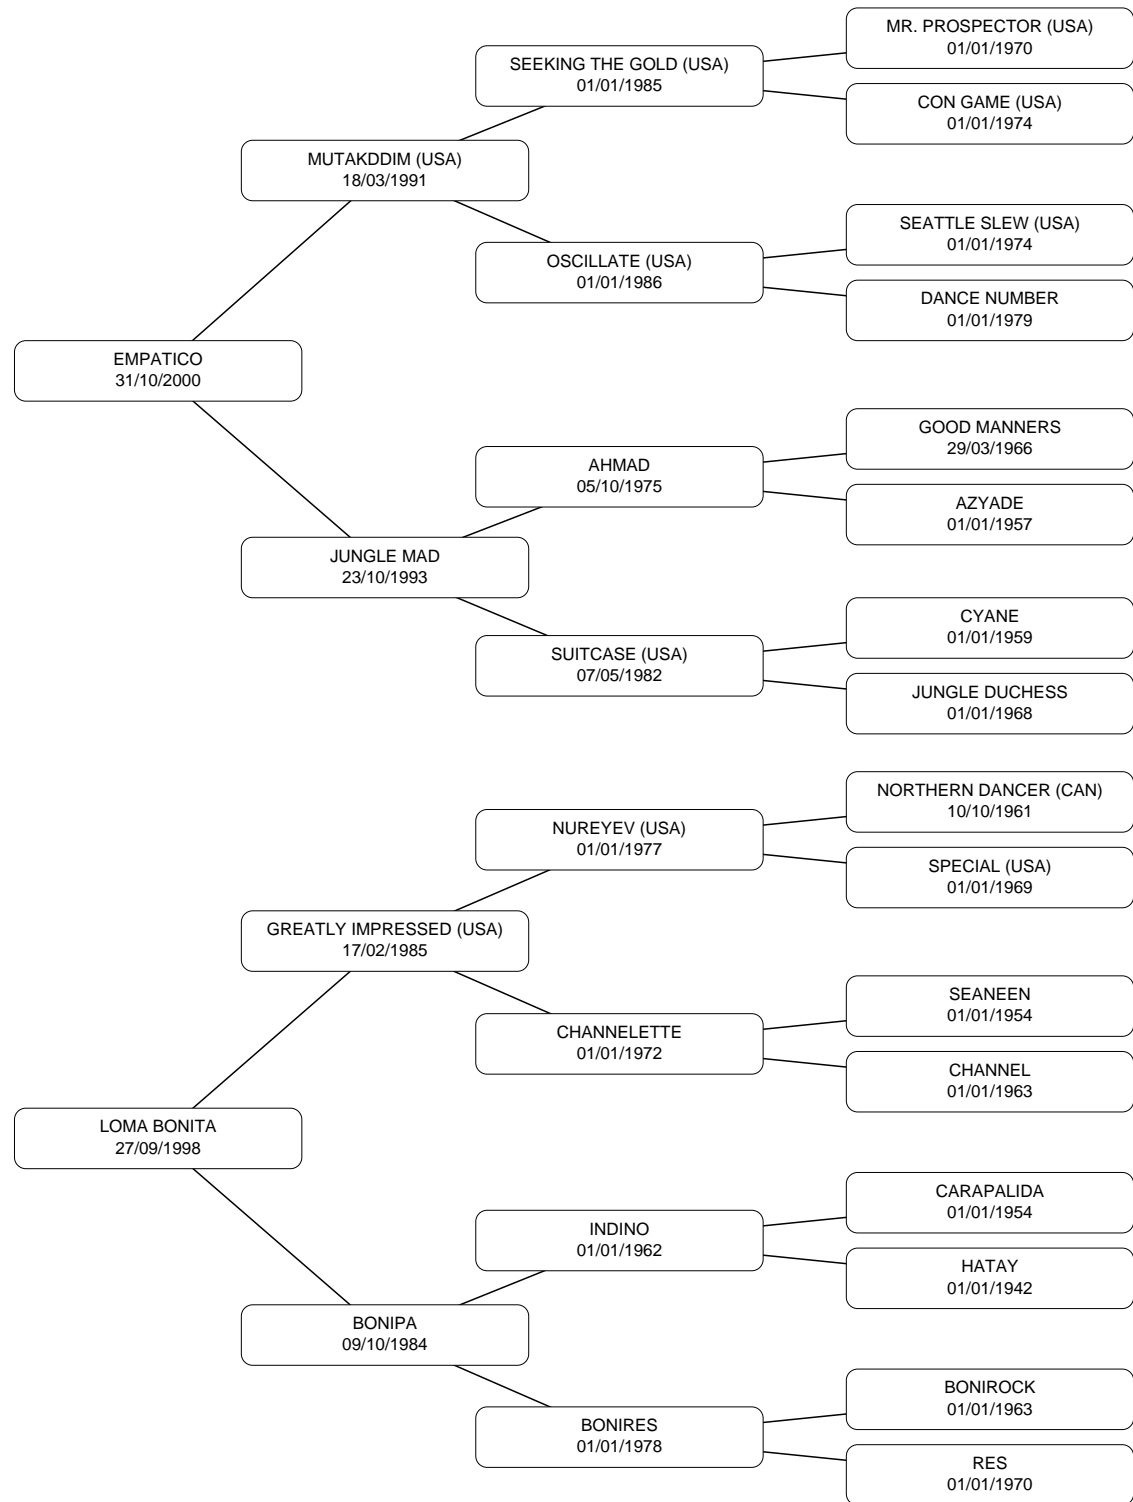 MR. PROSPECTOR (USA)
01/01/1970
SEEKING THE GOLD (USA)
01/01/1985
CON GAME (USA)
01/01/1974
MUTAKDDIM (USA)
18/03/1991
SEATTLE SLEW (USA)
01/01/1974
OSCILLATE (USA)
01/01/1986
DANCE NUMBER
01/01/1979
EMPATICO
31/10/2000
GOOD MANNERS
29/03/1966
AHMAD
05/10/1975
AZYADE
01/01/1957
JUNGLE MAD
23/10/1993
CYANE
01/01/1959
SUITCASE (USA)
07/05/1982
JUNGLE DUCHESS
01/01/1968
NORTHERN DANCER (CAN)
10/10/1961
NUREYEV (USA)
01/01/1977
SPECIAL (USA)
01/01/1969
GREATLY IMPRESSED (USA)
17/02/1985
SEANEEN
01/01/1954
CHANNELETTE
01/01/1972
CHANNEL
01/01/1963
LOMA BONITA
27/09/1998
CARAPALIDA
01/01/1954
INDINO
01/01/1962
HATAY
01/01/1942
BONIPA
09/10/1984
BONIROCK
01/01/1963
BONIRES
01/01/1978
RES
01/01/1970